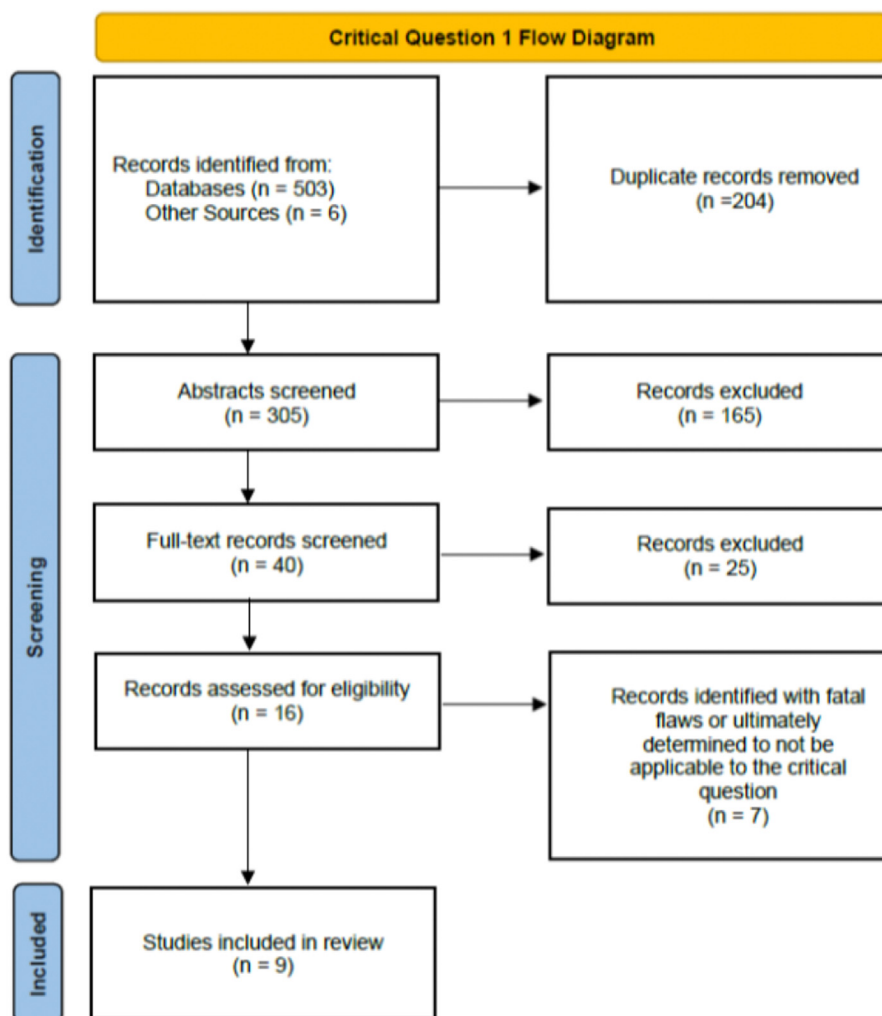 Critical Question 1 Flow Diagram
Identification
Records identified from:
Databases (n = 503)
Other Sources (n = 6)
Duplicate records removed
(n =204)
Screening
Abstracts screened
(n = 305)
Records excluded
(n = 165)
Full-text records screened
(n = 40)
Records excluded
(n = 25)
Records assessed for eligibility
(n = 16)
Records identified with fatal
flaws or ultimately
determined to not be
applicable to the critical
question
(n = 7)
Included
Studies included in review
(n = 9)